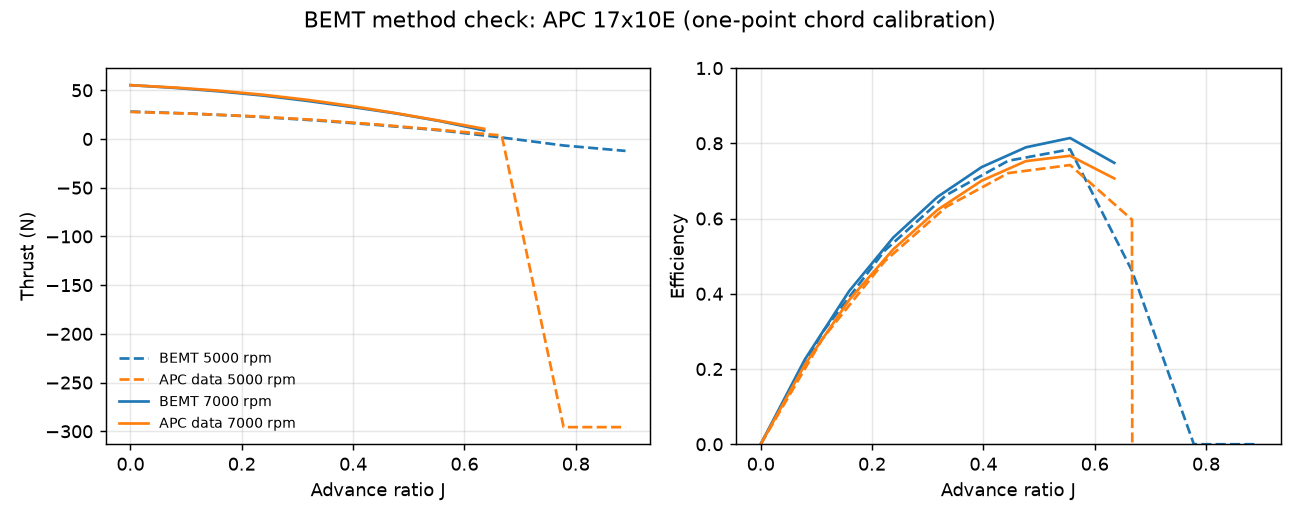 BEMT method check: APC 17x10E (one-point chord calibration)
Thrust (N)
50
0
−50
−100
−150
−200
−250
−300
BEMT 5000 rpm
APC data 5000 rpm
BEMT 7000 rpm
APC data 7000 rpm
0.0 0.2 0.4 0.6 0.8
Advance ratio J
Efficiency
1.0
0.8
0.6
0.4
0.2
0.0
0.0 0.2 0.4 0.6 0.8
Advance ratio J